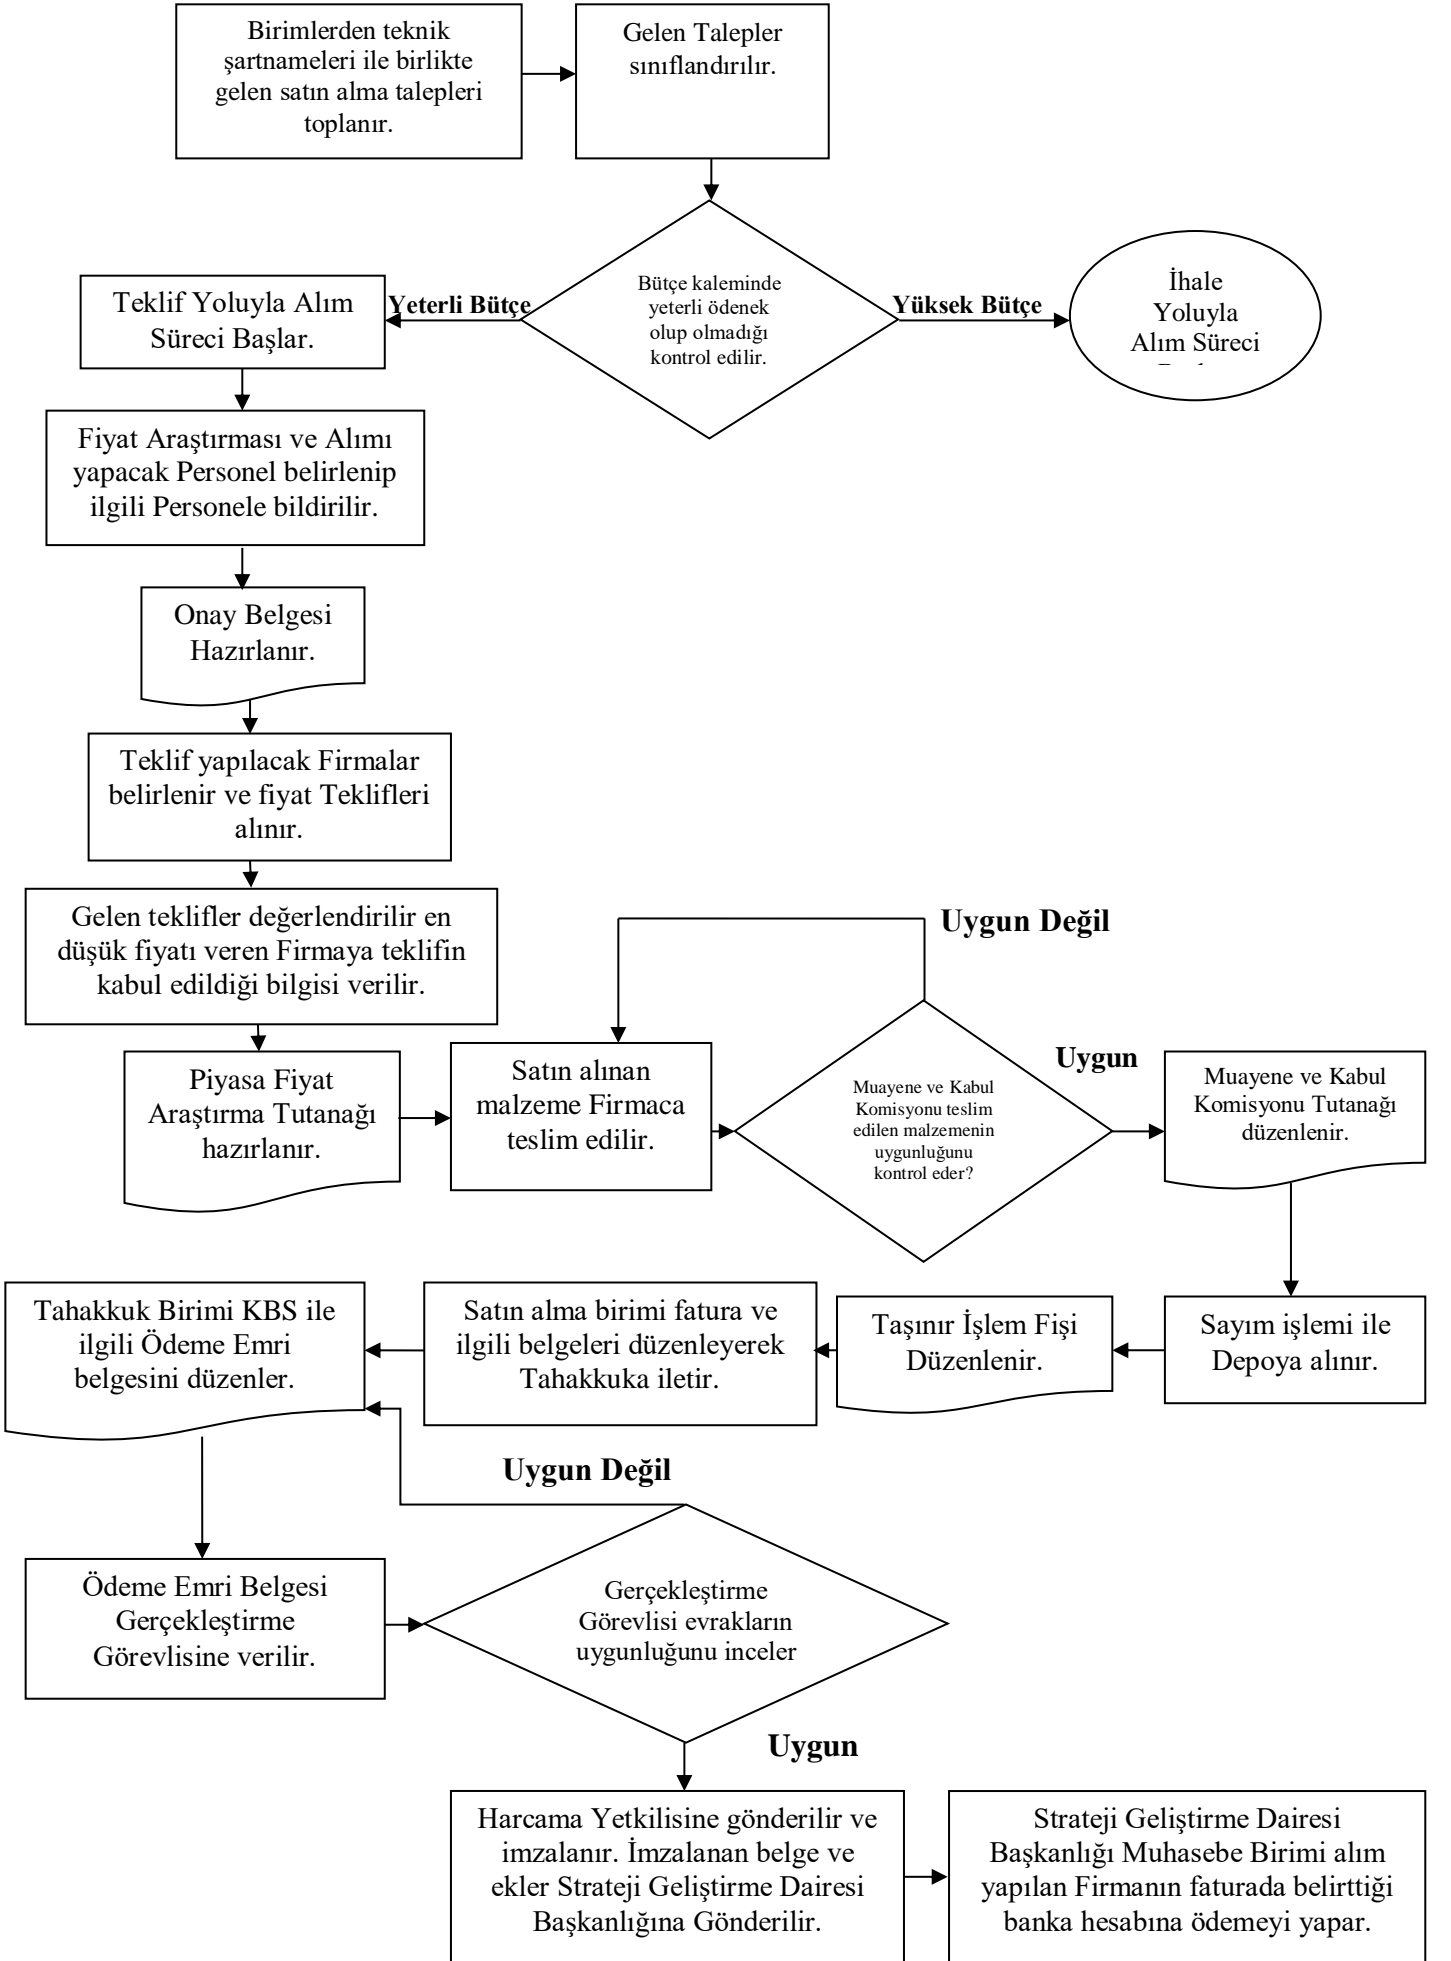 Birimlerden teknik
şartnameleri ile birlikte
gelen satın alma talepleri
toplanır.
Gelen Talepler
sınıflandırılır.
Bütçe kaleminde
yeterli ödenek
olup olmadığı
kontrol edilir.
Yeterli Bütçe
Yüksek Bütçe
Teklif Yoluyla Alım
Süreci Başlar.
İhale
Yoluyla
Alım Süreci
Fiyat Araştırması ve Alımı
yapacak Personel belirlenip
ilgili Personele bildirilir.
Onay Belgesi
Hazırlanır.
Teklif yapılacak Firmalar
belirlenir ve fiyat Teklifleri
alınır.
Gelen teklifler değerlendirilir en
düşük fiyatı veren Firmaya teklifin
kabul edildiği bilgisi verilir.
Piyasa Fiyat
Araştırma Tutanağı
hazırlanır.
Satın alınan
malzeme Firmaca
teslim edilir.
Uygun Değil
Muayene ve Kabul
Komisyonu teslim
edilen malzemenin
uygunluğunu
kontrol eder?
Uygun
Muayene ve Kabul
Komisyonu Tutanağı
düzenlenir.
Sayım işlemi ile
Depoya alınır.
Taşınır İşlem Fişi
Düzenlenir.
Satın alma birimi fatura ve
ilgili belgeleri düzenleyerek
Tahakkuka iletir.
Tahakkuk Birimi KBS ile
ilgili Ödeme Emri
belgesini düzenler.
Uygun Değil
Ödeme Emri Belgesi
Gerçekleştirme
Görevlisine verilir.
Gerçekleştirme
Görevlisi evrakların
uygunluğunu inceler
Uygun
Harcama Yetkilisine gönderilir ve
imzalanır. İmzalanan belge ve
ekler Strateji Geliştirme Dairesi
Başkanlığına Gönderilir.
Strateji Geliştirme Dairesi
Başkanlığı Muhasebe Birimi alım
yapılan Firmanın faturada belirttiği
banka hesabına ödemeyi yapar.